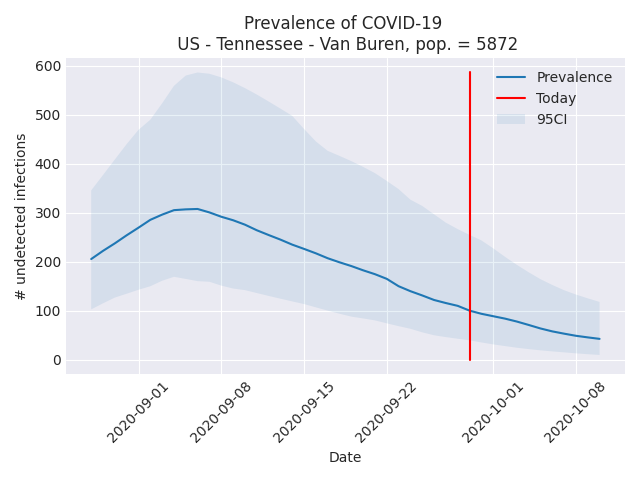 Prevalence of COVID-19
US - Tennessee - Van Buren, pop. = 5872
600
500
400
300
200
100
0
# undetected infections
Prevalence
Today
95CI
2020-09-01
2020-09-08
2020-09-15
2020-09-22
2020-10-01
2020-10-08
Date